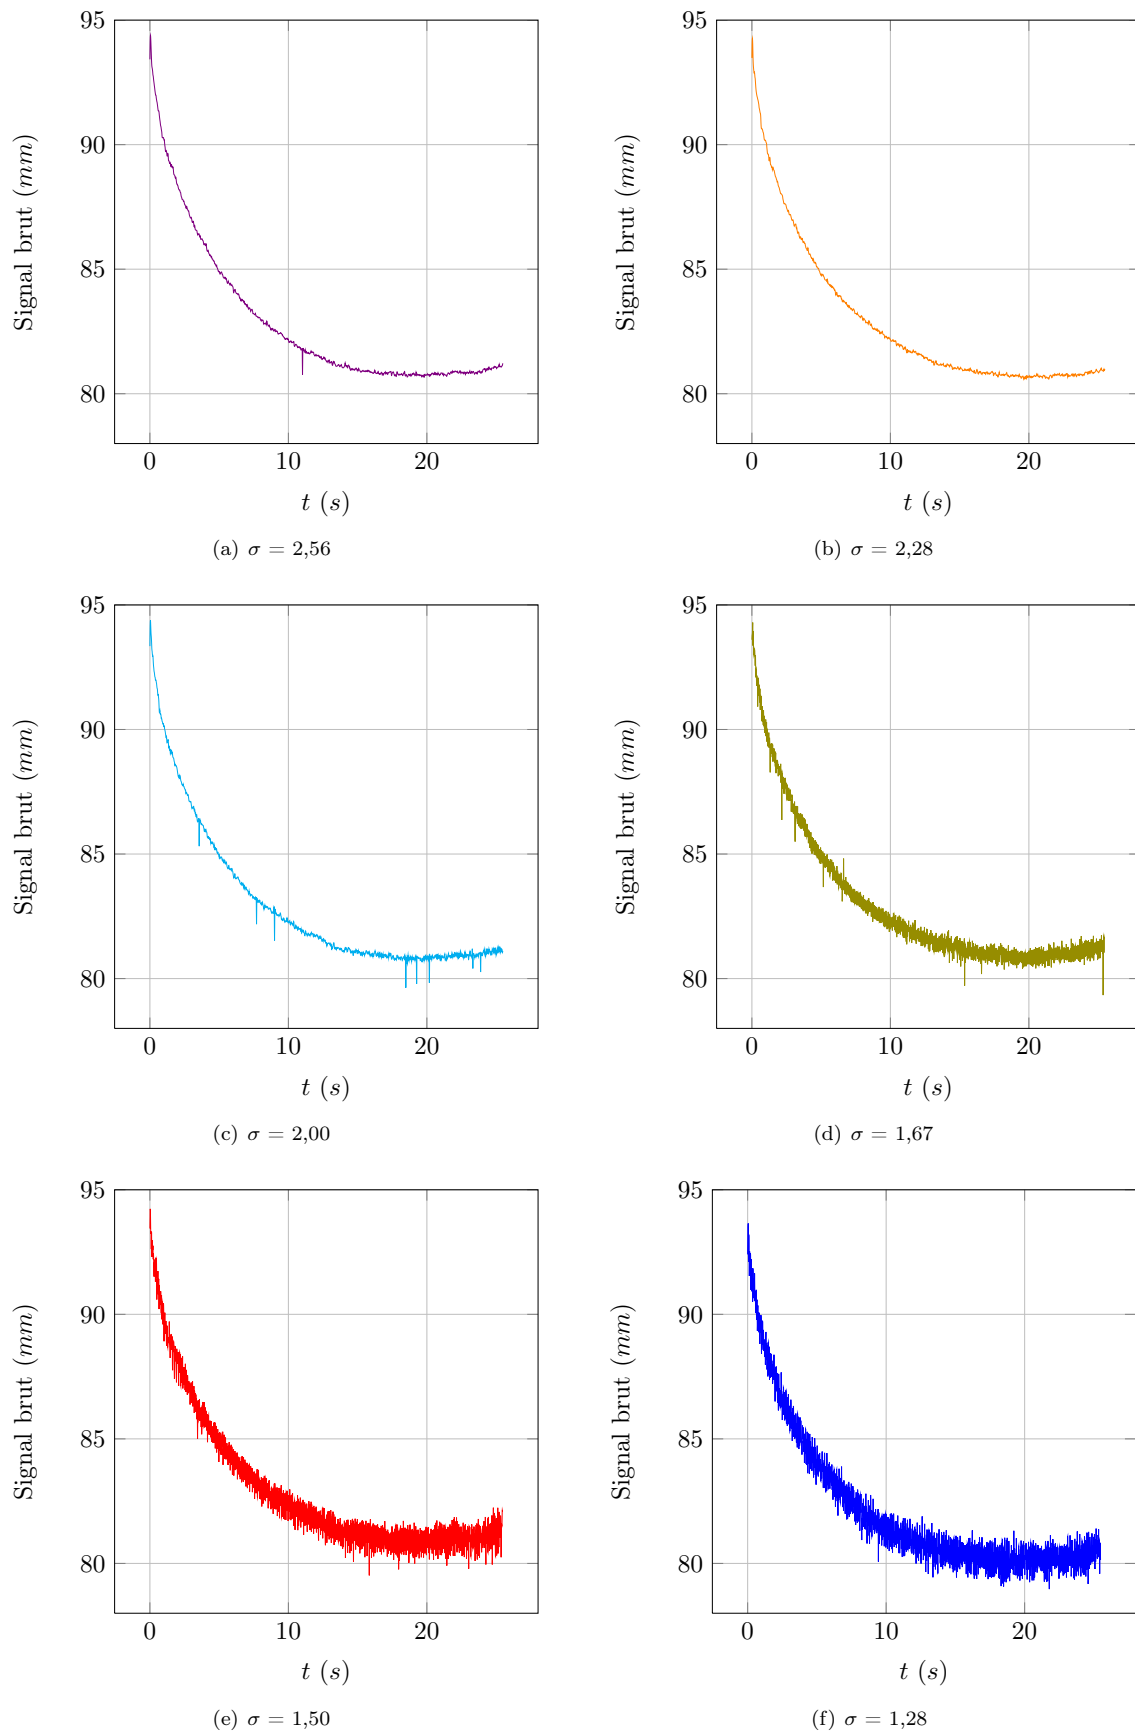 95
90
85
80
Signal brut (mm)
0 10 20
t (s)
(a) σ = 2,56
95
90
85
80
Signal brut (mm)
0 10 20
t (s)
(b) σ = 2,28
95
90
85
80
Signal brut (mm)
0 10 20
t (s)
(c) σ = 2,00
95
90
85
80
Signal brut (mm)
0 10 20
t (s)
(d) σ = 1,67
95
90
85
80
Signal brut (mm)
0 10 20
t (s)
(e) σ = 1,50
95
90
85
80
Signal brut (mm)
0 10 20
t (s)
(f) σ = 1,28